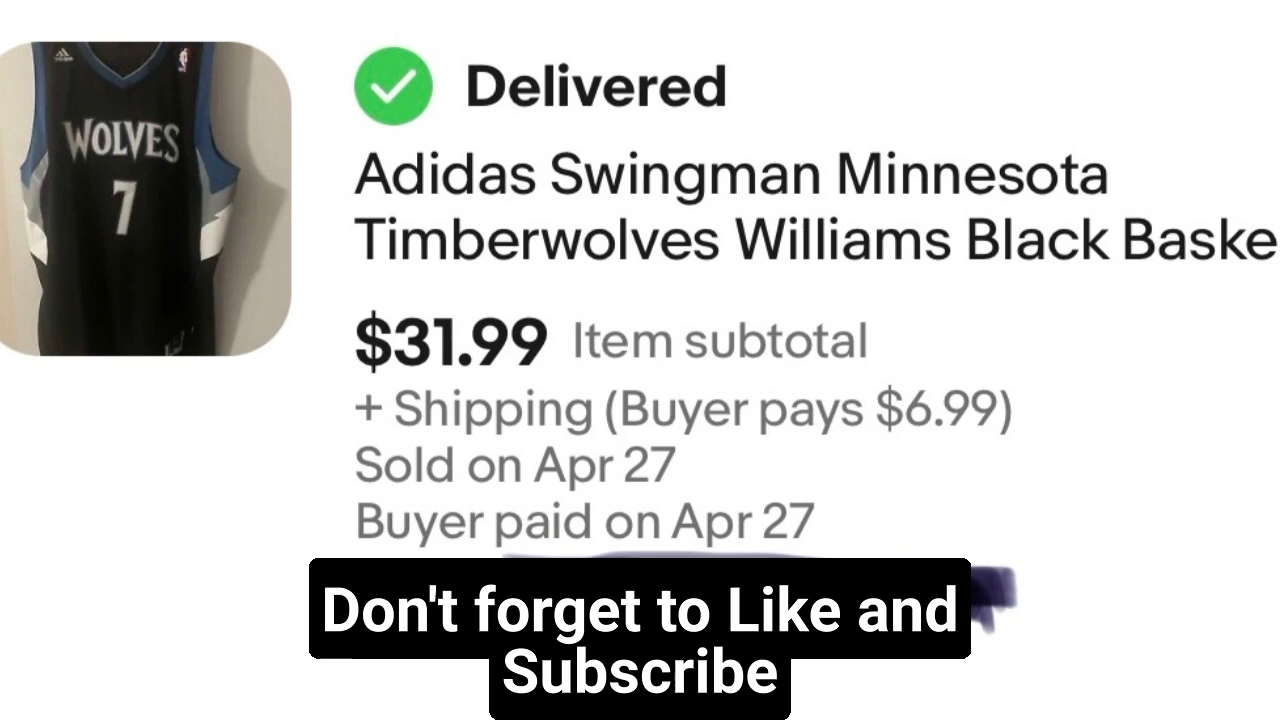 WOLVES
7
Delivered
Adidas Swingman Minnesota
Timberwolves Williams Black Baske
$31.99 Item subtotal
+ Shipping (Buyer pays $6.99)
Sold on Apr 27
Buyer paid on Apr 27
Don't forget to Like and
Subscribe